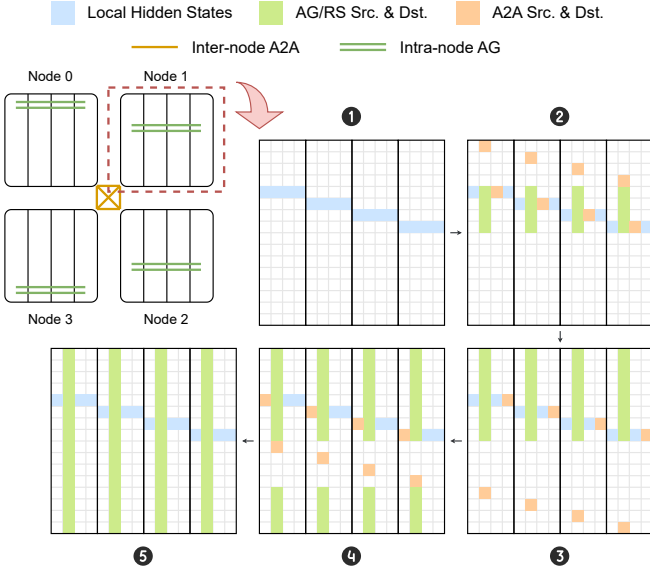 Local Hidden States AG/RS Src. & Dst. A2A Src. & Dst.
Inter-node A2A Intra-node AG
Node 0 Node 1
1 2
Node 3 Node 2
5 4 3